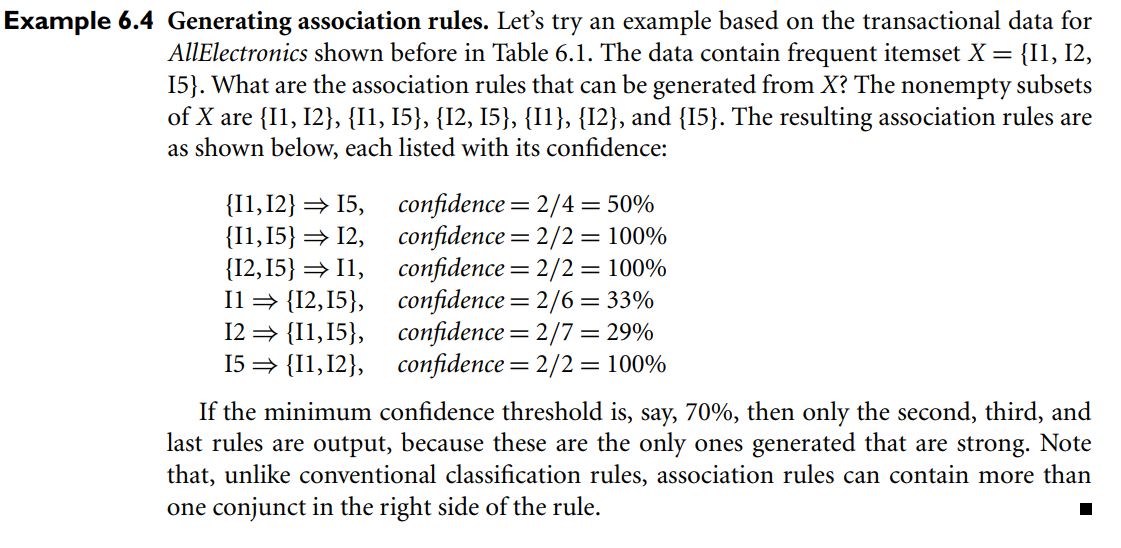 Example 6.4 Generating association rules. Let's try an example based on the transactional data for
AllElectronics shown before in Table 6.1. The data contain frequent itemset X = {I1, I2,
I5}. What are the association rules that can be generated from X? The nonempty subsets
of X are {I1, I2}, {I1, I5}, {I2, I5}, {I1}, {I2}, and {I5}. The resulting association rules are
as shown below, each listed with its confidence:
{I1,I2} ⇒ I5, confidence = 2/4 = 50%
{I1,I5} ⇒ I2, confidence = 2/2 = 100%
{I2,I5} ⇒ I1, confidence = 2/2 = 100%
I1 ⇒ {I2,I5}, confidence = 2/6 = 33%
I2 ⇒ {I1,I5}, confidence = 2/7 = 29%
I5 ⇒ {I1,I2}, confidence = 2/2 = 100%
If the minimum confidence threshold is, say, 70%, then only the second, third, and
last rules are output, because these are the only ones generated that are strong. Note
that, unlike conventional classification rules, association rules can contain more than
one conjunct in the right side of the rule. ■